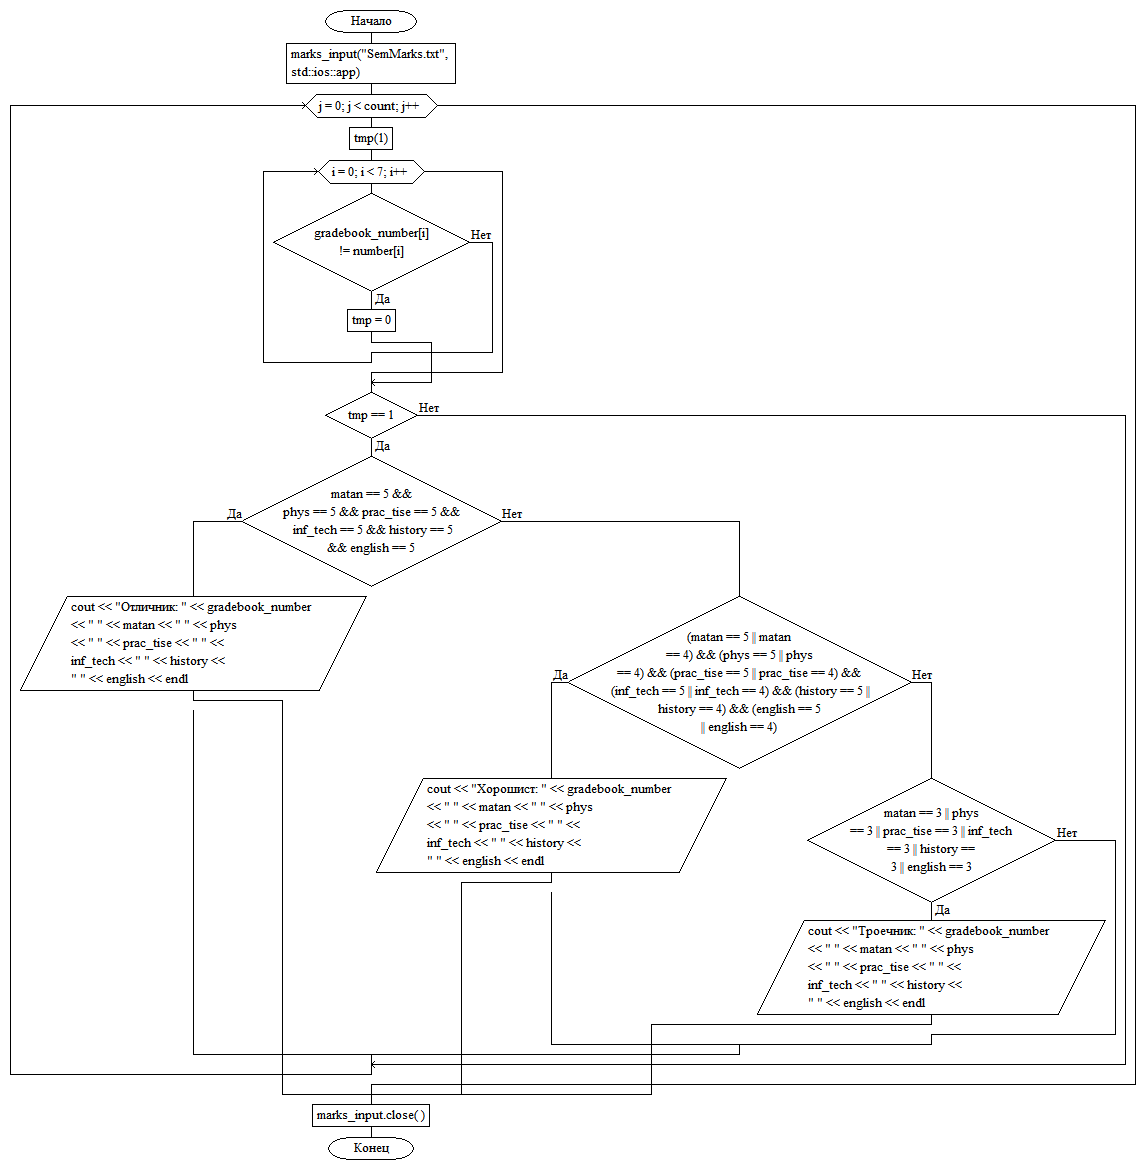 Начало
marks_input("SemMarks.txt",
std::ios::app)
j = 0; j < count; j++
tmp(1)
i = 0; i < 7; i++
gradebook_number[i]
!= number[i]
Нет
Да
tmp = 0
tmp == 1
Нет
Да
matan == 5 &&
phys == 5 && prac_tise == 5 &&
inf_tech == 5 && history == 5
&& english == 5
Да
Нет
cout << "Отличник: " << gradebook_number
<< " " << matan << " " << phys
<< " " << prac_tise << " " <<
inf_tech << " " << history <<
" " << english << endl
(matan == 5 | matan
== 4) && (phys == 5 | phys
== 4) && (prac_tise == 5 | prac_tise == 4) &&
(inf_tech == 5 | inf_tech == 4) && (history == 5 |
history == 4) && (english == 5
| english == 4)
Да
Нет
cout << "Хорошист: " << gradebook_number
<< " " << matan << " " << phys
<< " " << prac_tise << " " <<
inf_tech << " " << history <<
" " << english << endl
matan == 3 | phys
== 3 | prac_tise == 3 | inf_tech
== 3 | history ==
3 | english == 3
Нет
Да
cout << "Троечник: " << gradebook_number
<< " " << matan << " " << phys
<< " " << prac_tise << " " <<
inf_tech << " " << history <<
" " << english << endl
marks_input.close( )
Конец